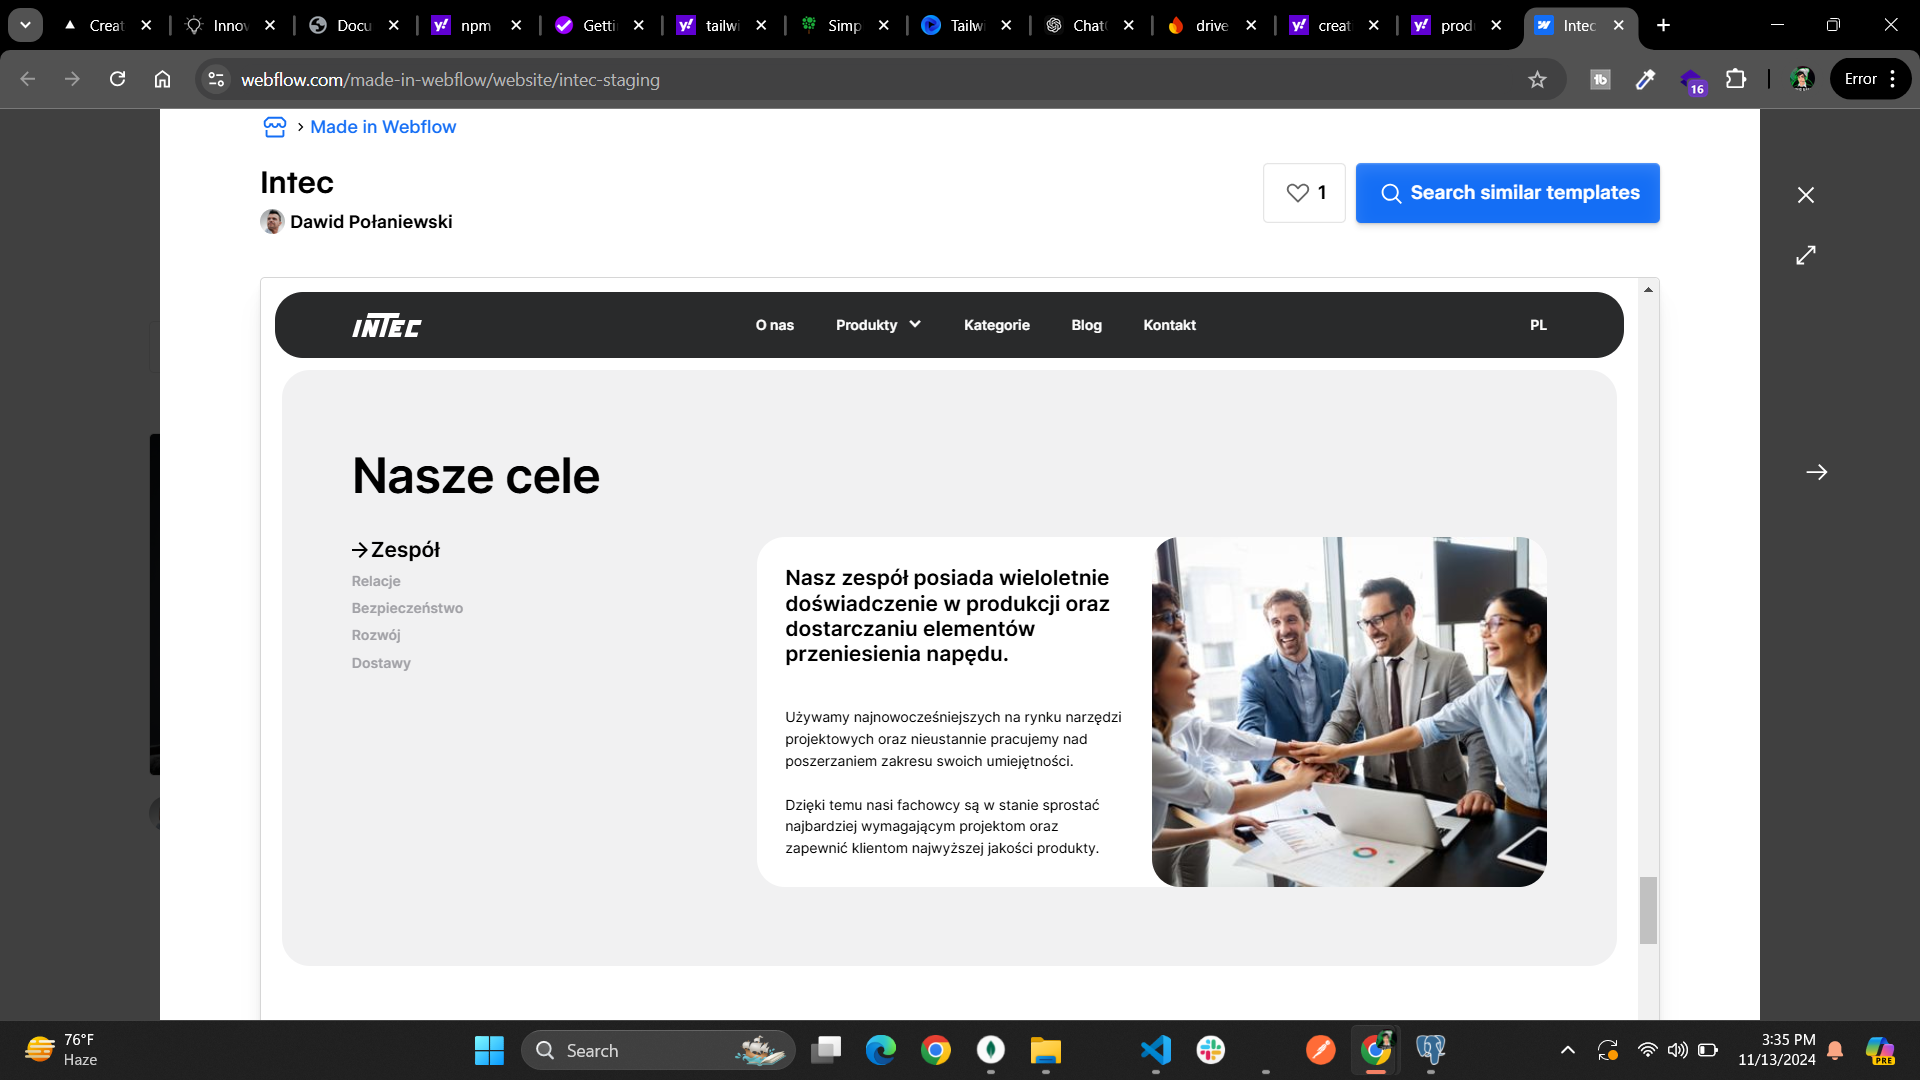 Creat
Innov
Docu
npm
Getti
tailwi
Simp
Tailwi
Chat
drive
creat
prod
Intec
webflow.com/made-in-webflow/website/intec-staging
16
Error
Made in Webflow
Intec
Dawid Połaniewski
1
Search similar templates
INTEC
O nas
Produkty
Kategorie
Blog
Kontakt
PL
Nasze cele
Zespół
Relacje
Bezpieczeństwo
Rozwój
Dostawy
Nasz zespół posiada wieloletnie
doświadczenie w produkcji oraz
dostarczaniu elementów
przeniesienia napędu.
Używamy najnowocześniejszych na rynku narzędzi
projektowych oraz nieustannie pracujemy nad
poszerzaniem zakresu swoich umiejętności.
Dzięki temu nasi fachowcy są w stanie sprostać
najbardziej wymagającym projektom oraz
zapewnić klientom najwyższej jakości produkty.
76°F
Haze
Search
3:35 PM
11/13/2024
PRE